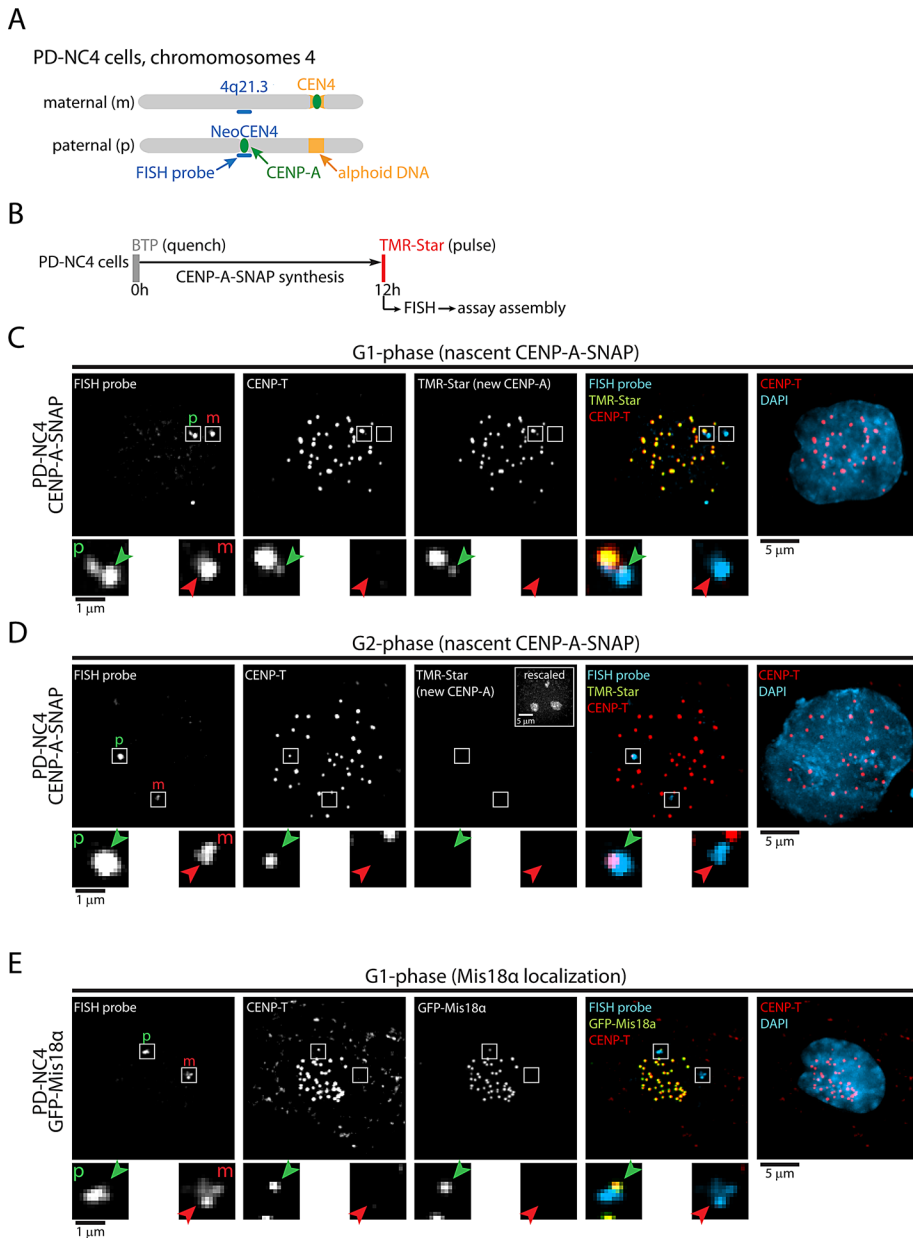 A
PD-NC4 cells, chromomosomes 4
4q21.3
CEN4
maternal (m)
NeoCEN4
paternal (p)
FISH probe
CENP-A
alphoid DNA
B
BTP (quench)
TMR-Star (pulse)
PD-NC4 cells
CENP-A-SNAP synthesis
0h
12h
FISH
assay assembly
C
G1-phase (nascent CENP-A-SNAP)
PD-NC4
CENP-A-SNAP
FISH probe
p
m
CENP-T
TMR-Star (new CENP-A)
FISH probe
TMR-Star
CENP-T
CENP-T
DAPI
p
m
1 μm
5 μm
D
G2-phase (nascent CENP-A-SNAP)
PD-NC4
CENP-A-SNAP
FISH probe
p
m
CENP-T
TMR-Star
(new CENP-A)
rescaled
5 μm
FISH probe
TMR-Star
CENP-T
CENP-T
DAPI
p
m
1 μm
5 μm
E
G1-phase (Mis18α localization)
PD-NC4
GFP-Mis18α
FISH probe
p
m
CENP-T
GFP-Mis18α
FISH probe
GFP-Mis18a
CENP-T
CENP-T
DAPI
p
m
1 μm
5 μm